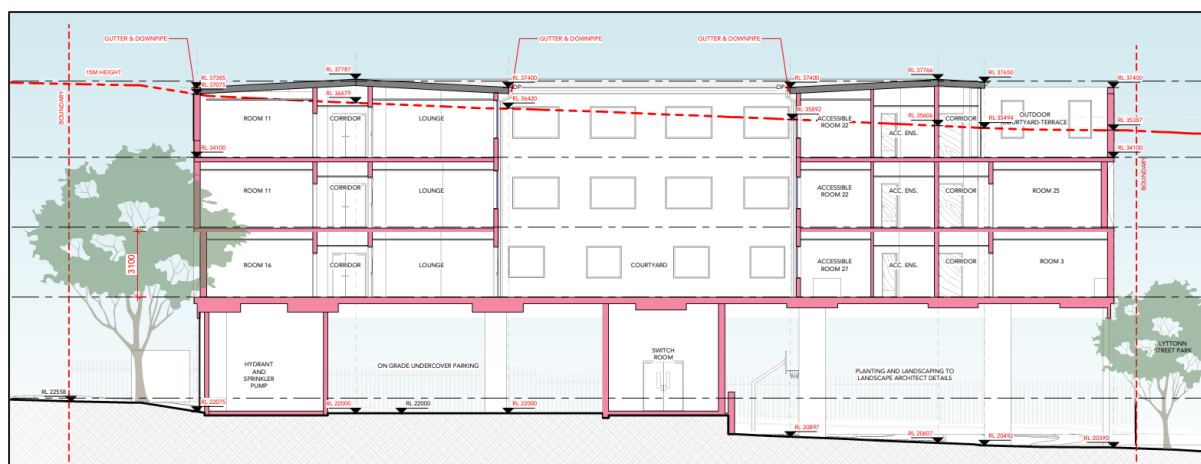 GUTTER & DOWNPIPE
GUTTER & DOWNPIPE
GUTTER & DOWNPIPE
15M HEIGHT
RL 37385
RL 37075
RL 37787
RL 37400
RL 37400
RL 37766
RL 37650
RL 37400
DP
DP
BOUNDARY
RL 36679
RL 36420
RL 35892
RL 35606
RL 35494
RL 35387
ROOM 11
CORRIDOR
LOUNGE
ACCESSIBLE
ROOM 22
ACC. ENS.
CORRIDOR
OUTDOOR
COURTYARD-TERRACE
RL 34100
RL 34100
BOUNDARY
ROOM 11
CORRIDOR
LOUNGE
ACCESSIBLE
ROOM 22
ACC. ENS.
CORRIDOR
ROOM 25
3100
ROOM 16
CORRIDOR
LOUNGE
COURTYARD
ACCESSIBLE
ROOM 27
ACC. ENS.
CORRIDOR
ROOM 3
HYDRANT
AND
SPRINKLER
PUMP
ON GRADE UNDERCOVER PARKING
SWITCH
ROOM
PLANTING AND LANDSCAPING TO
LANDSCAPE ARCHITECT DETAILS
LYTTONN
STREET PARK
RL 22558
RL 22075
RL 22000
RL 22000
RL 22000
RL 20897
RL 20607
RL 20492
RL 20390